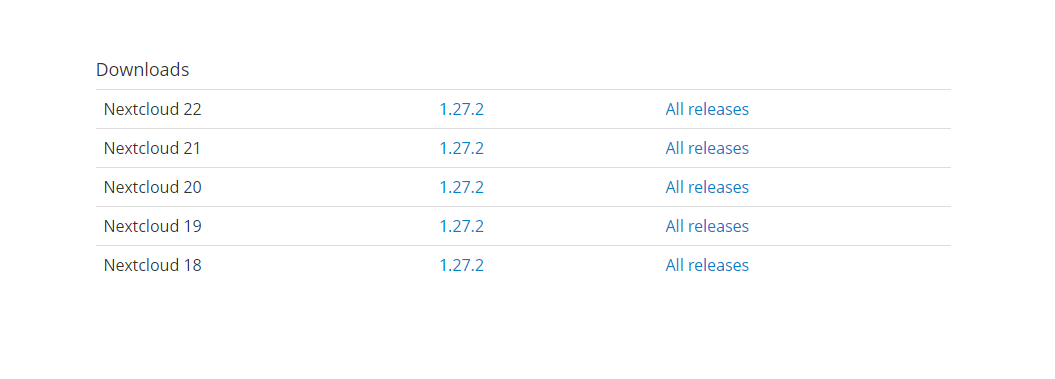 Downloads
Nextcloud 22 1.27.2 All releases
Nextcloud 21 1.27.2 All releases
Nextcloud 20 1.27.2 All releases
Nextcloud 19 1.27.2 All releases
Nextcloud 18 1.27.2 All releases